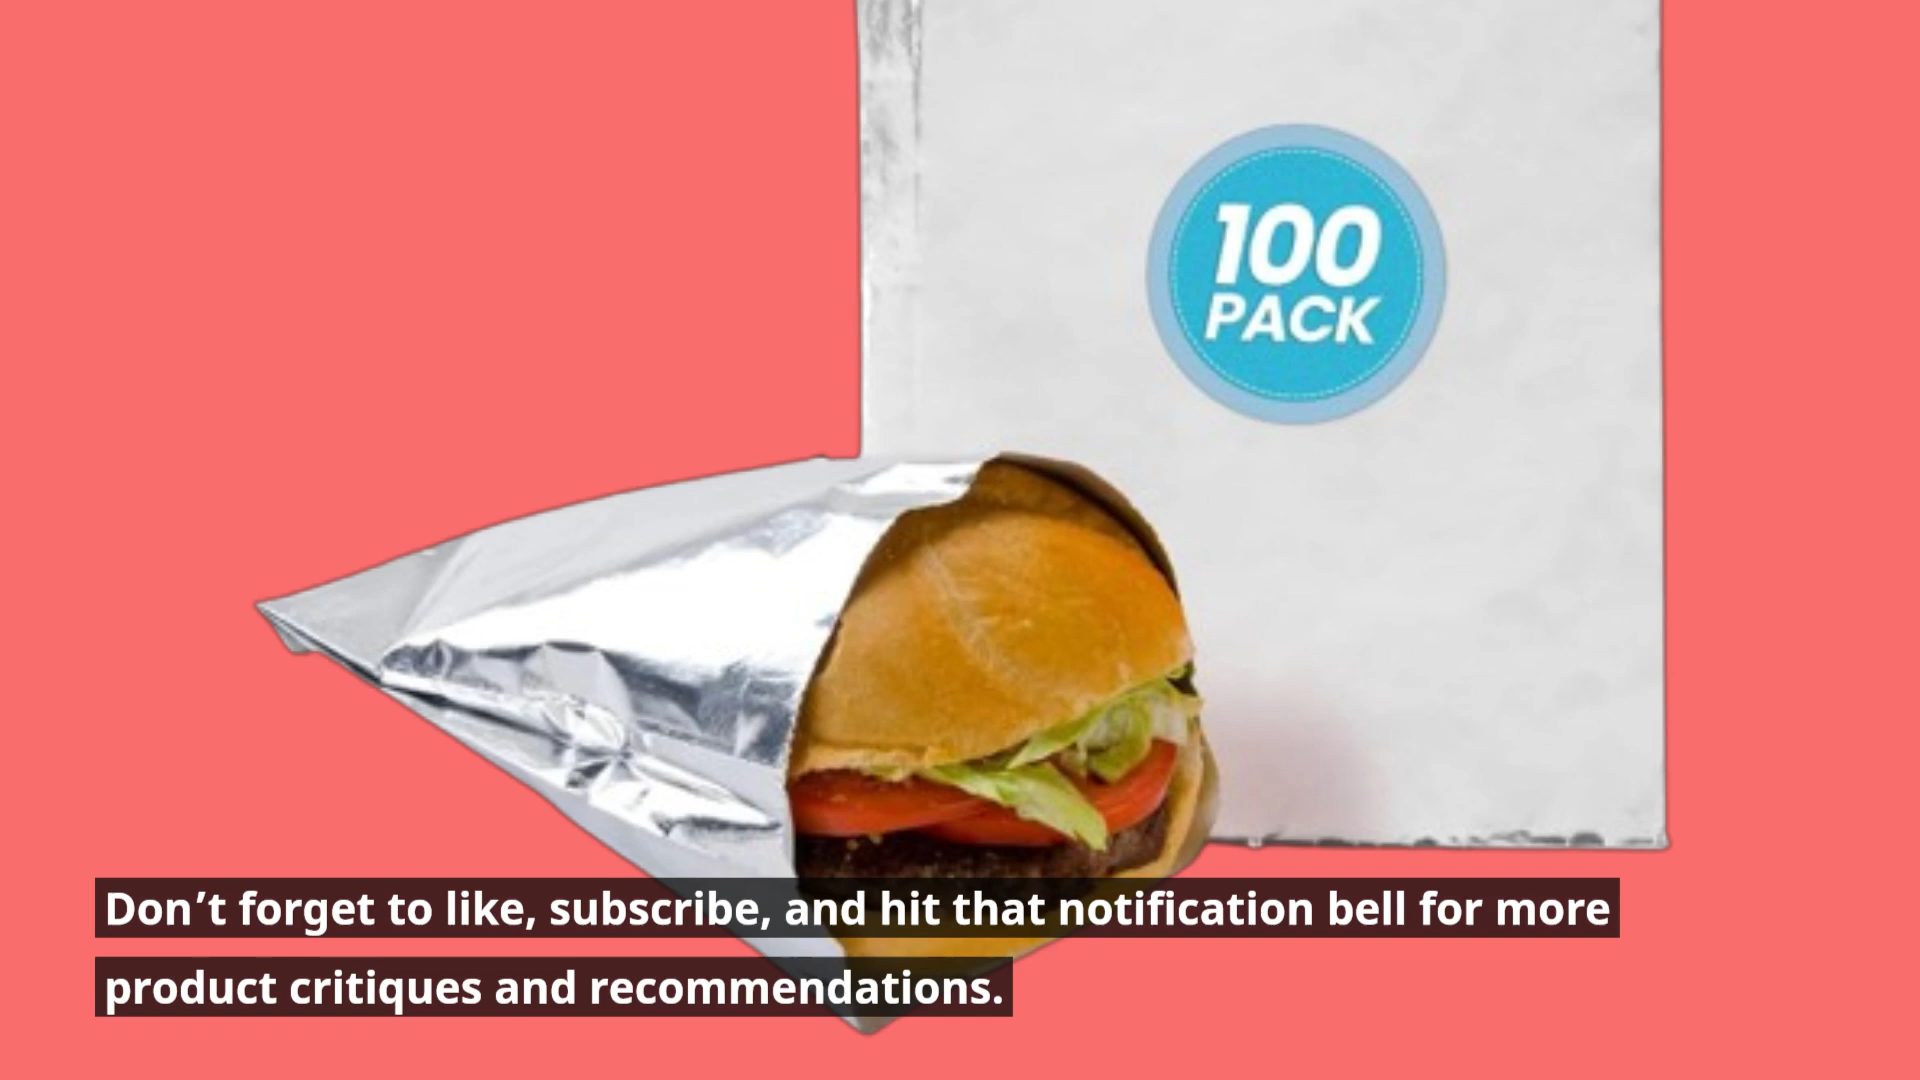 100
PACK
Don’t forget to like, subscribe, and hit that notification bell for more
product critiques and recommendations.